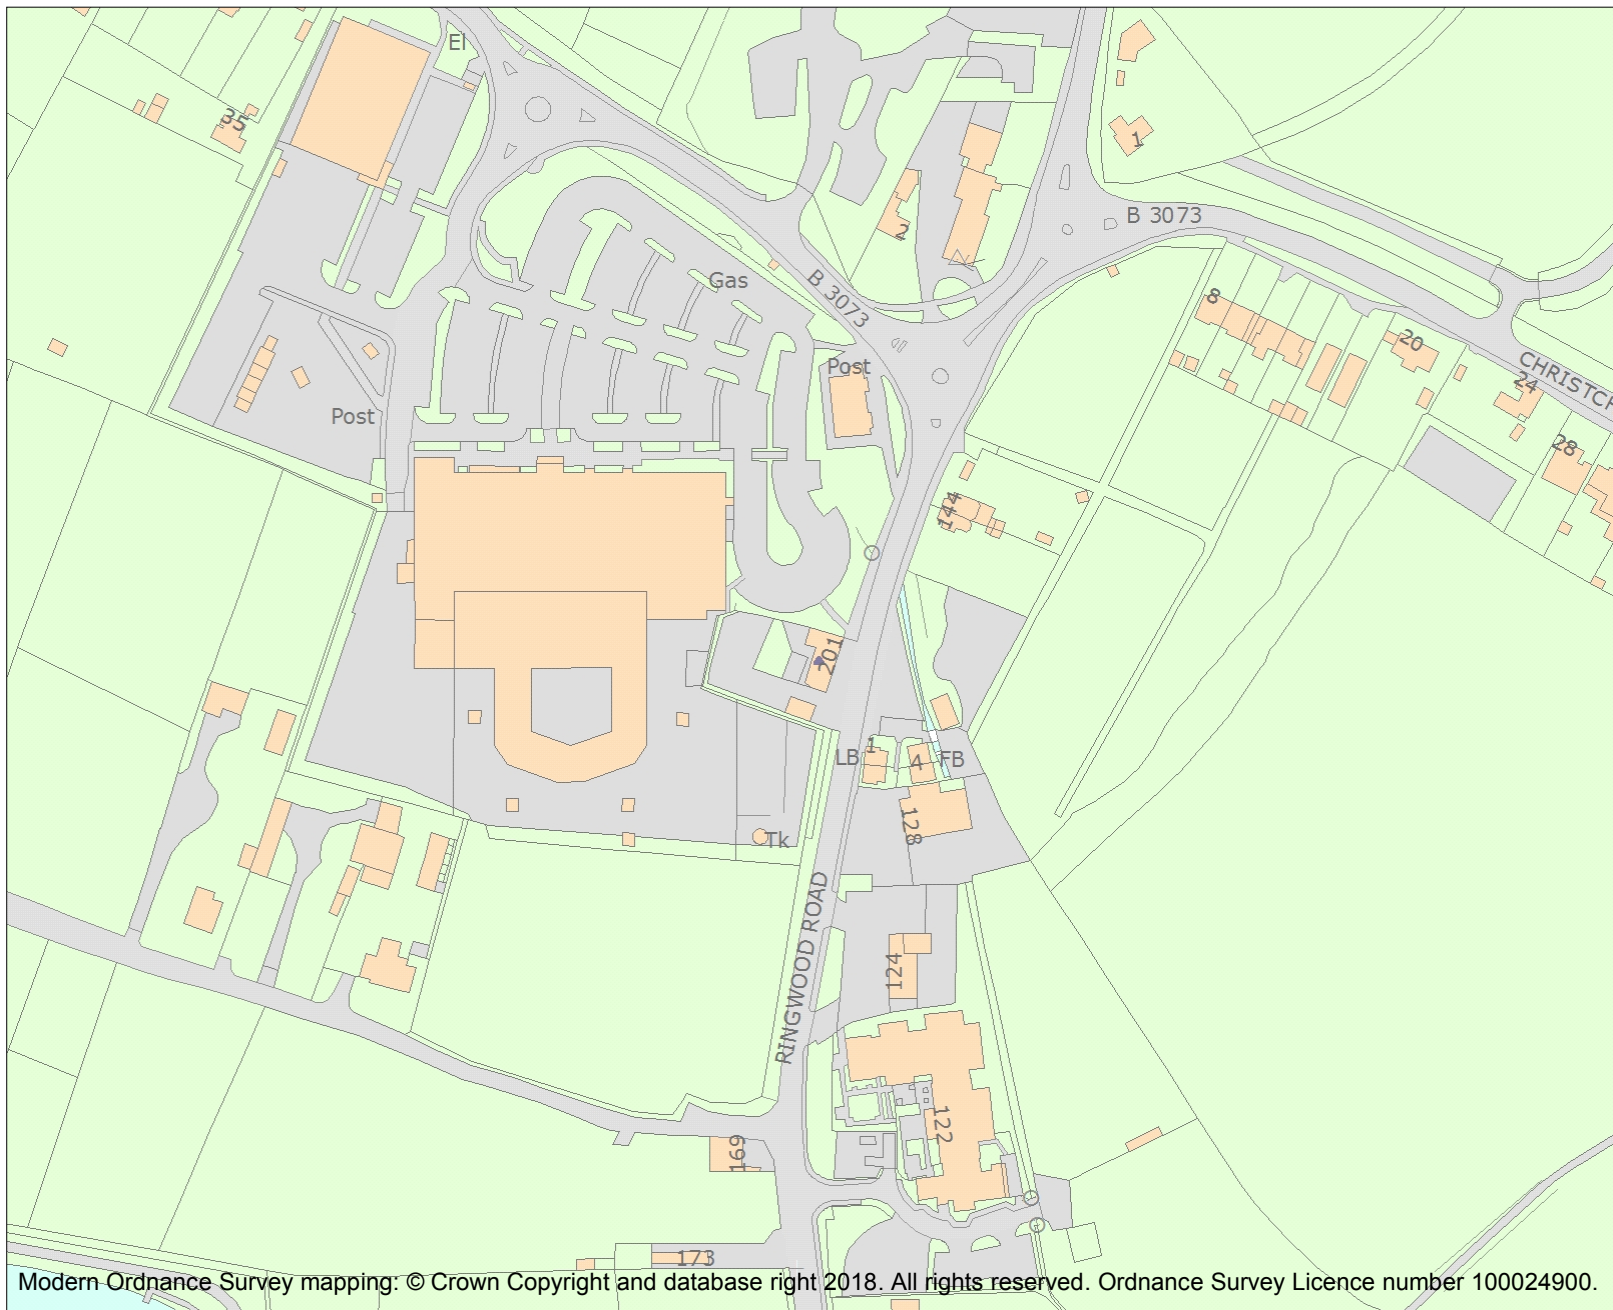 El
35
1
B 3073
2
Gas
B 3073
8
20
Post
CHRISTCH
24
Post
28
144
201
LB
1
4
FB
128
Tk
RINGWOOD ROAD
124
122
169
173
Modern Ordnance Survey mapping: © Crown Copyright and database right 2018. All rights reserved. Ordnance Survey Licence number 100024900.